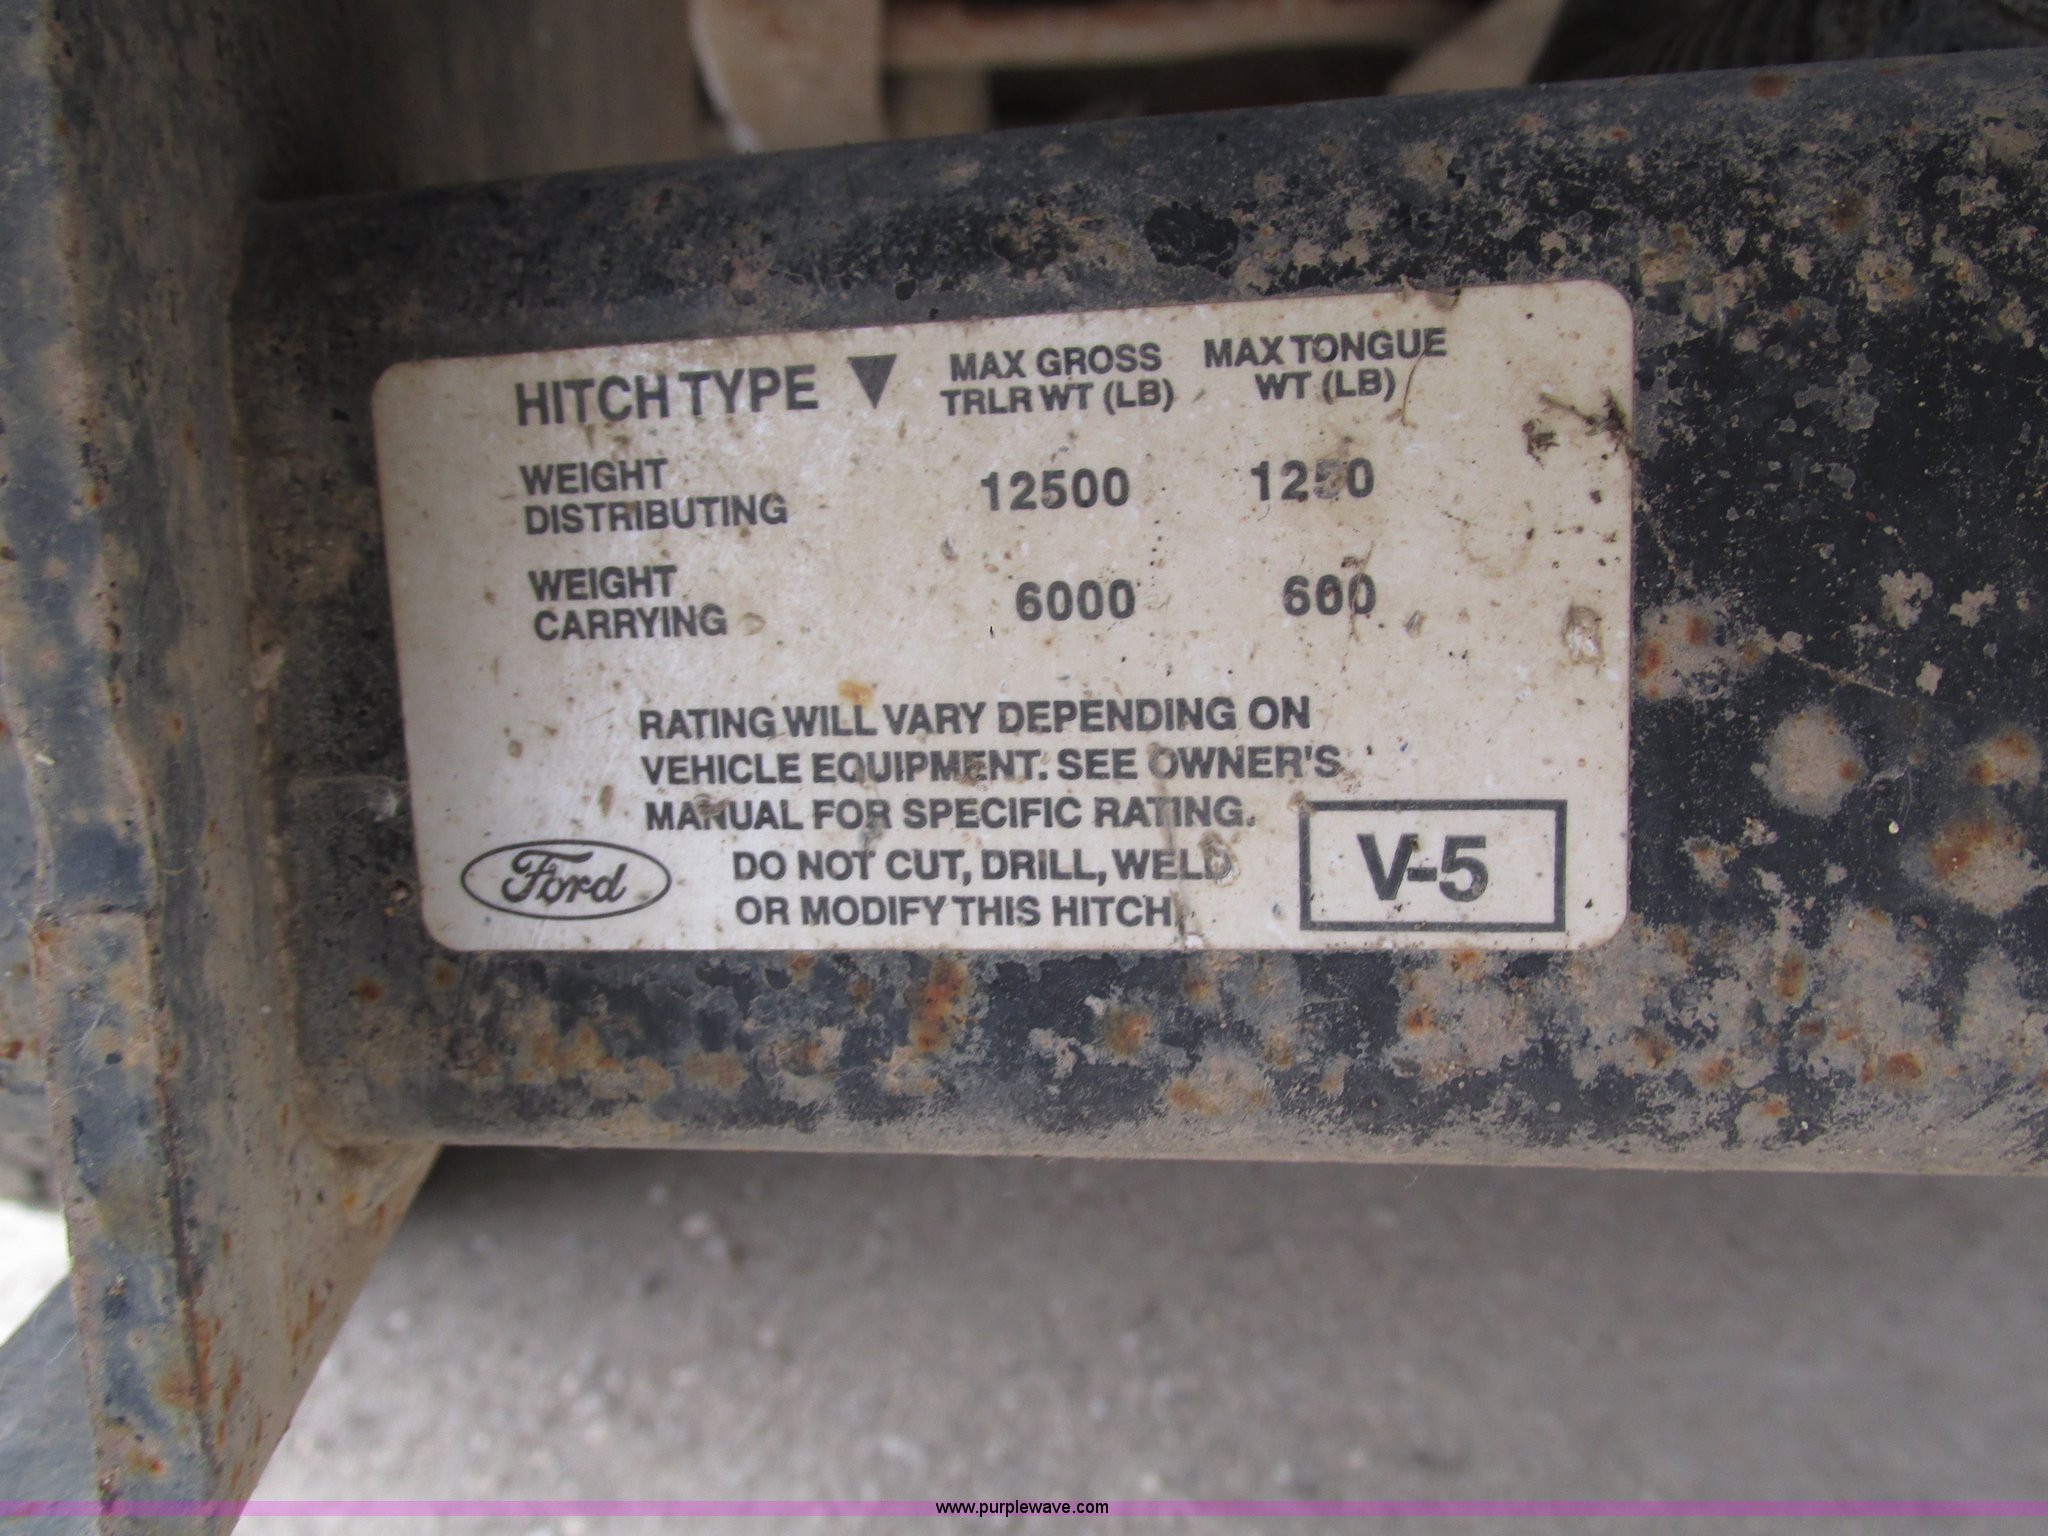 HITCH TYPE ▼ MAX GROSS TRLR WT (LB) MAX TONGUE WT (LB)
WEIGHT DISTRIBUTING 12500 1250
WEIGHT CARRYING 6000 600
RATING WILL VARY DEPENDING ON
VEHICLE EQUIPMENT. SEE OWNER'S
MANUAL FOR SPECIFIC RATING.
Ford
DO NOT CUT, DRILL, WELD
OR MODIFY THIS HITCH.
V-5
www.purplewave.com